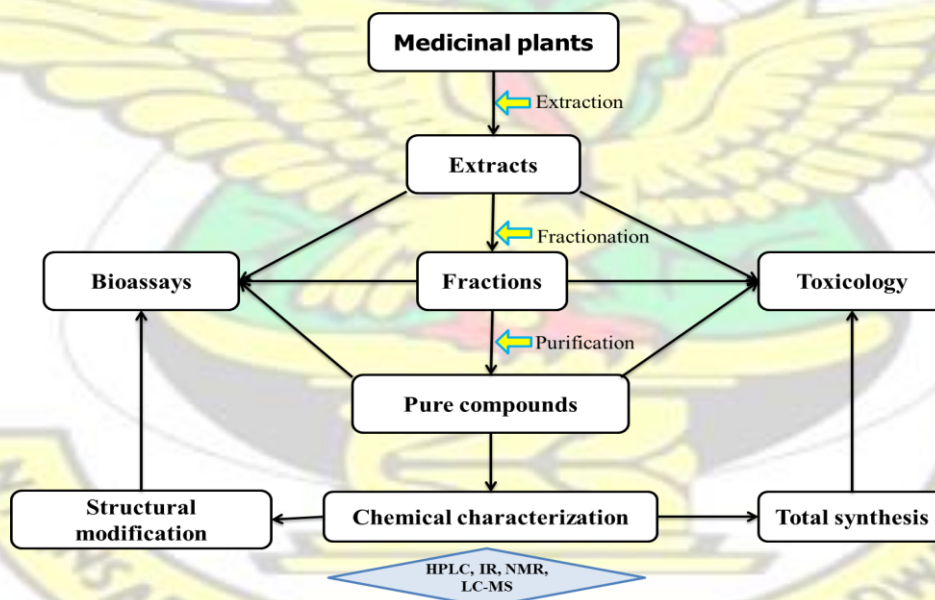 Medicinal plants
Extraction
Extracts
Fractionation
Bioassays
Fractions
Toxicology
Purification
Pure compounds
Structural
modification
Chemical characterization
Total synthesis
HPLC, IR, NMR,
LC-MS